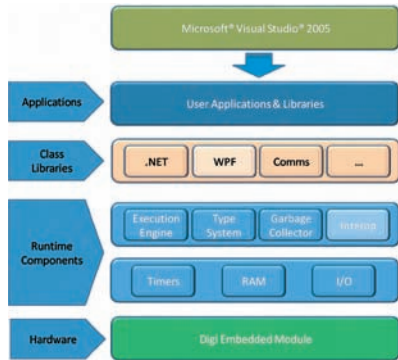 Microsoft® Visual Studio® 2005
Applications
User Applications & Libraries
Class
Libraries
.NET
WPF
Comms
...
Runtime
Components
Execution
Engine
Type
System
Garbage
Collector
Interop
Timers
RAM
I/O
Hardware
Digi Embedded Module